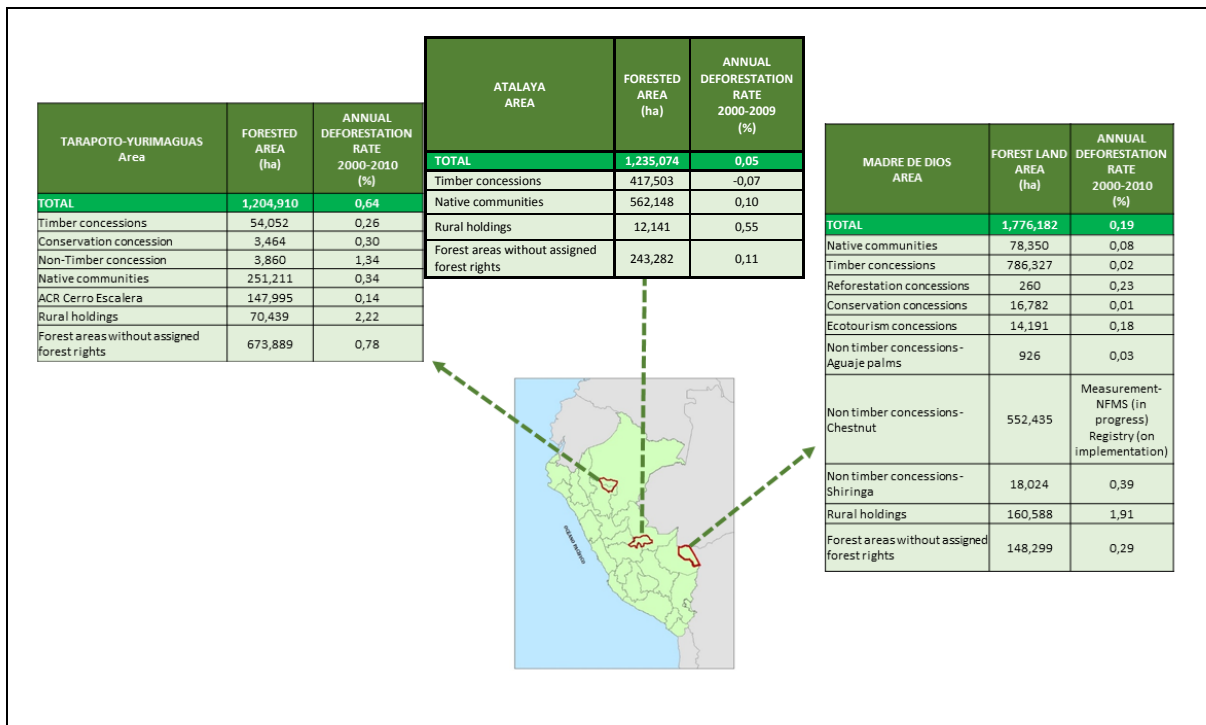 TARAPOTO-YURIMAGUAS
Area
FORESTED
AREA
(ha)
ANNUAL
DEFORESTATION
RATE
2000-2010
(%)
TOTAL 1,204,910 0,64
Timber concessions 54,052 0,26
Conservation concession 3,464 0,30
Non-Timber concession 3,860 1,34
Native communities 251,211 0,34
ACR Cerro Escalera 147,995 0,14
Rural holdings 70,439 2,22
Forest areas without assigned
forest rights 673,889 0,78
ATALAYA
AREA
FORESTED
AREA
(ha)
ANNUAL
DEFORESTATION
RATE
2000-2009
(%)
TOTAL 1,235,074 0,05
Timber concessions 417,503 -0,07
Native communities 562,148 0,10
Rural holdings 12,141 0,55
Forest areas without assigned
forest rights 243,282 0,11
MADRE DE DIOS
AREA
FOREST LAND
AREA
(ha)
ANNUAL
DEFORESTATION
RATE
2000-2010
(%)
TOTAL 1,776,182 0,19
Native communities 78,350 0,08
Timber concessions 786,327 0,02
Reforestation concessions 260 0,23
Conservation concessions 16,782 0,01
Ecotourism concessions 14,191 0,18
Non timber concessions-
Aguaje palms 926 0,03
Non timber concessions-
Chestnut 552,435
Measurement-
NFMS (in
progress)
Registry (on
implementation)
Non timber concessions-
Shiringa 18,024 0,39
Rural holdings 160,588 1,91
Forest areas without assigned
forest rights 148,299 0,29
OCÉANO PACÍFICO